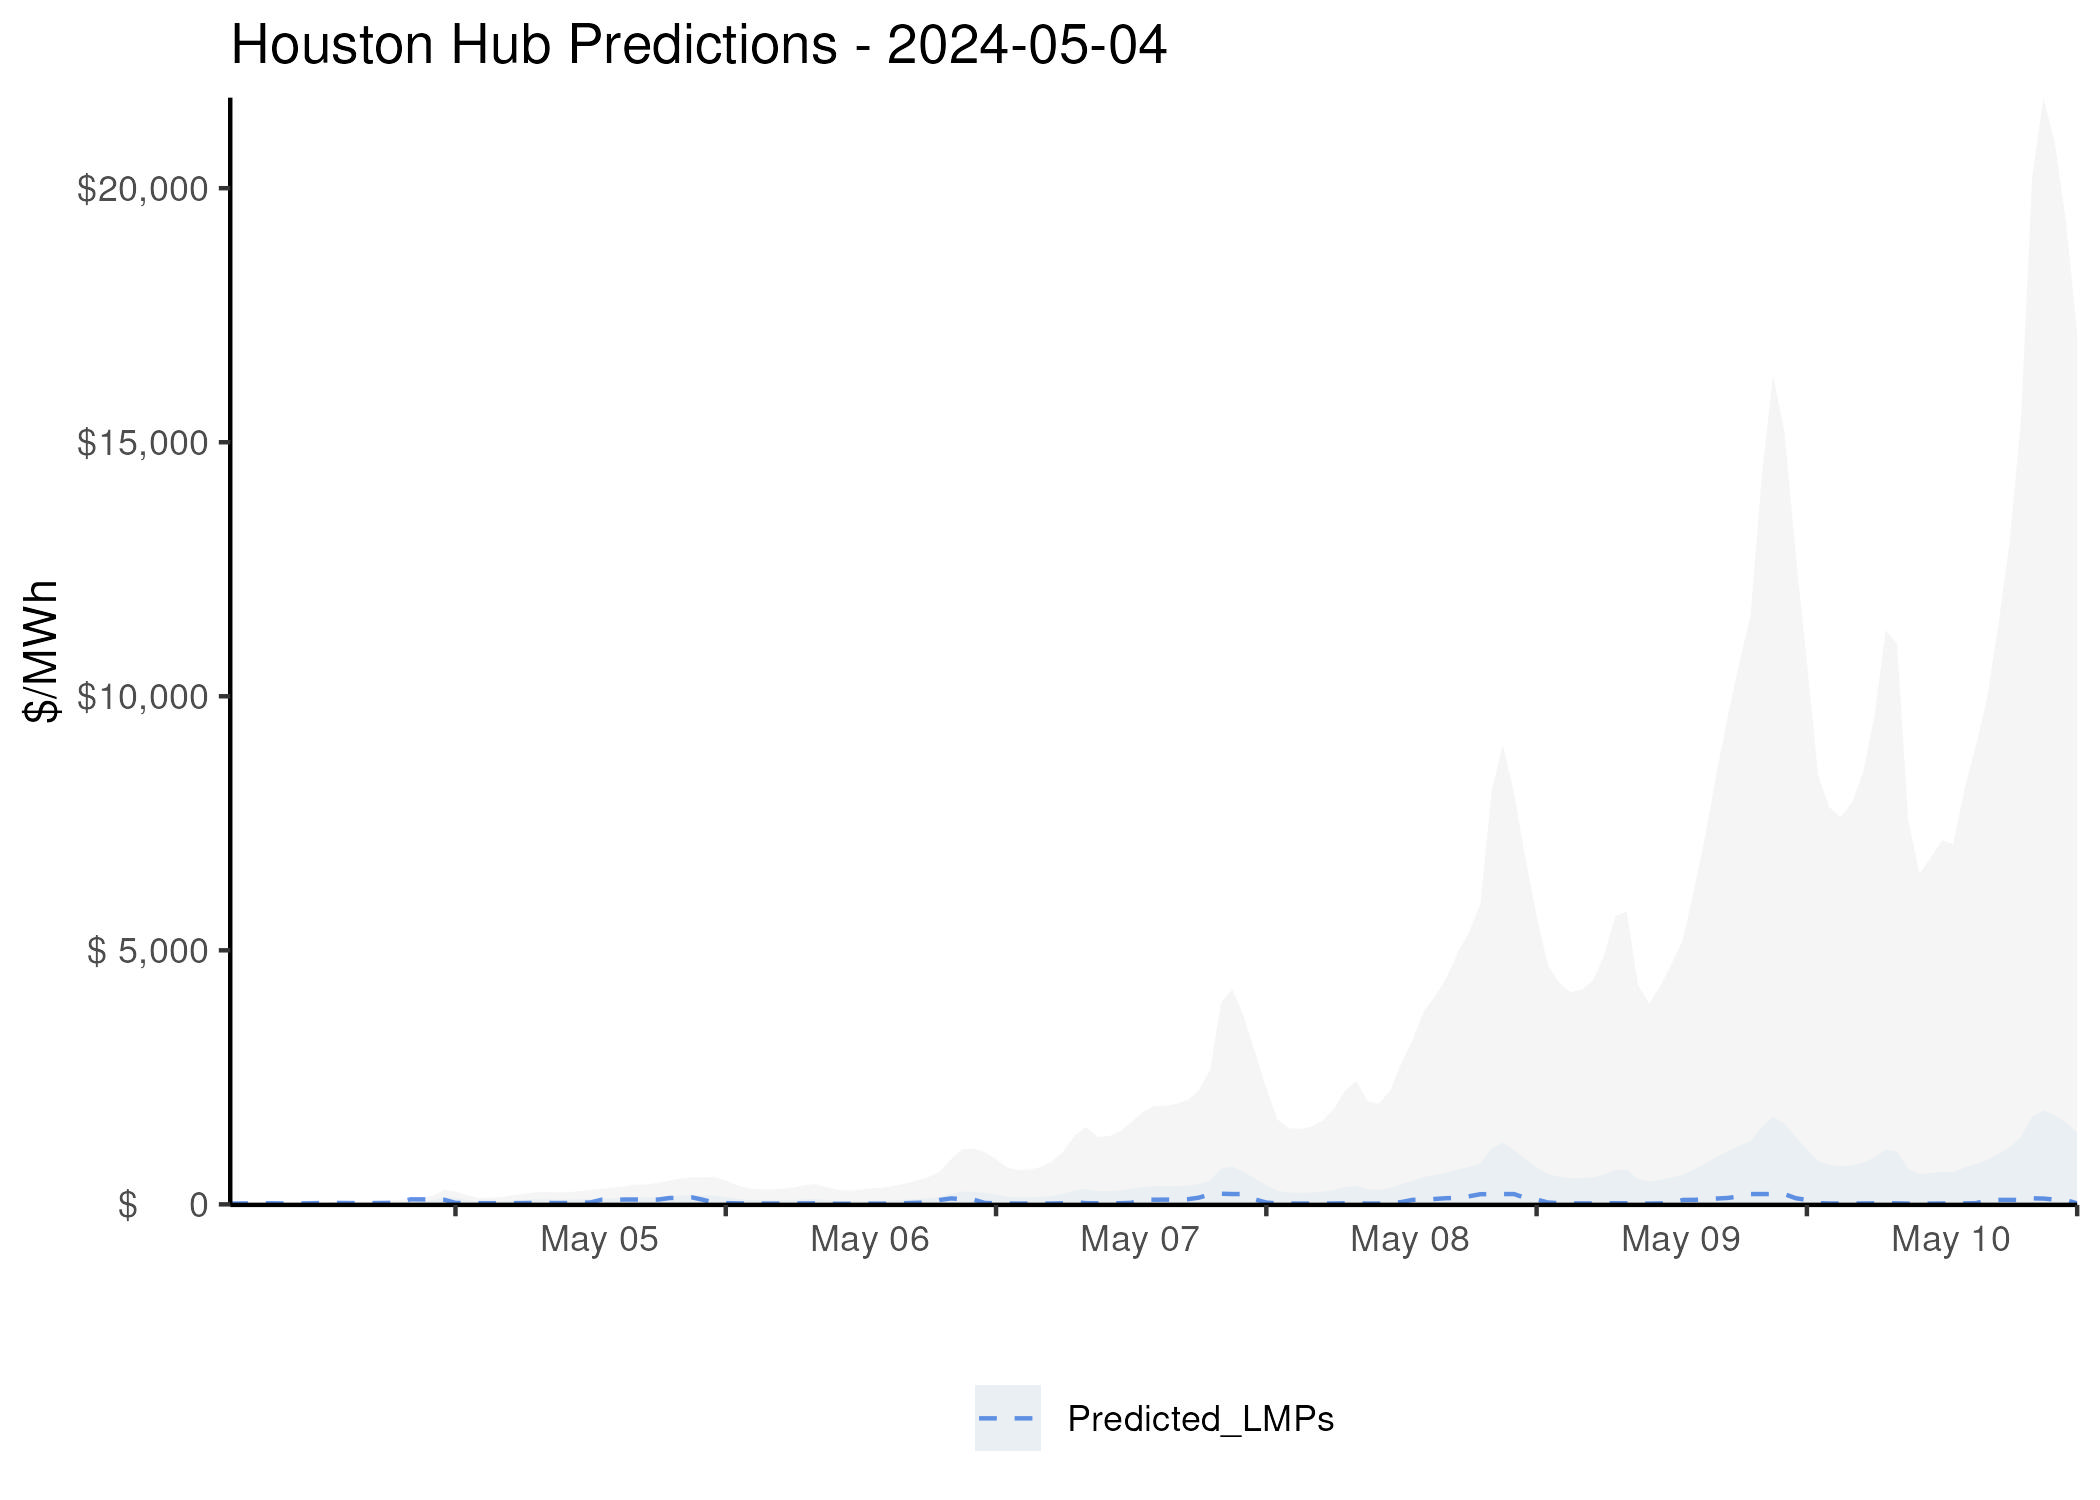 Houston Hub Predictions - 2024-05-04
$/MWh
$20,000
$15,000
$10,000
$ 5,000
$ 0
May 05 May 06 May 07 May 08 May 09 May 10
Predicted_LMPs